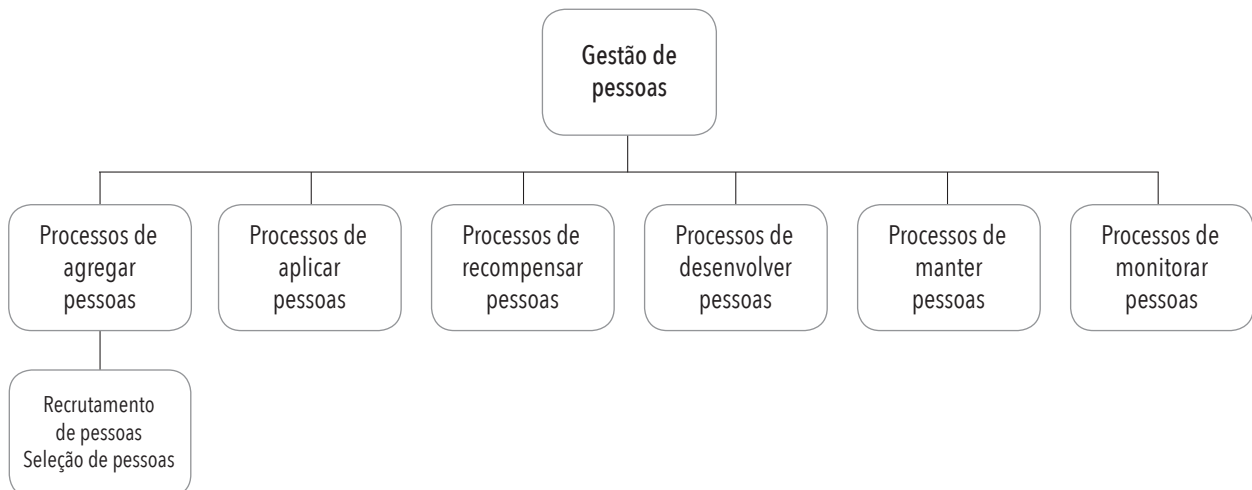 Gestão de
pessoas
Processos de
agregar
pessoas
Processos de
aplicar
pessoas
Processos de
recompensar
pessoas
Processos de
desenvolver
pessoas
Processos de
manter
pessoas
Processos de
monitorar
pessoas
Recrutamento
de pessoas
Seleção de pessoas